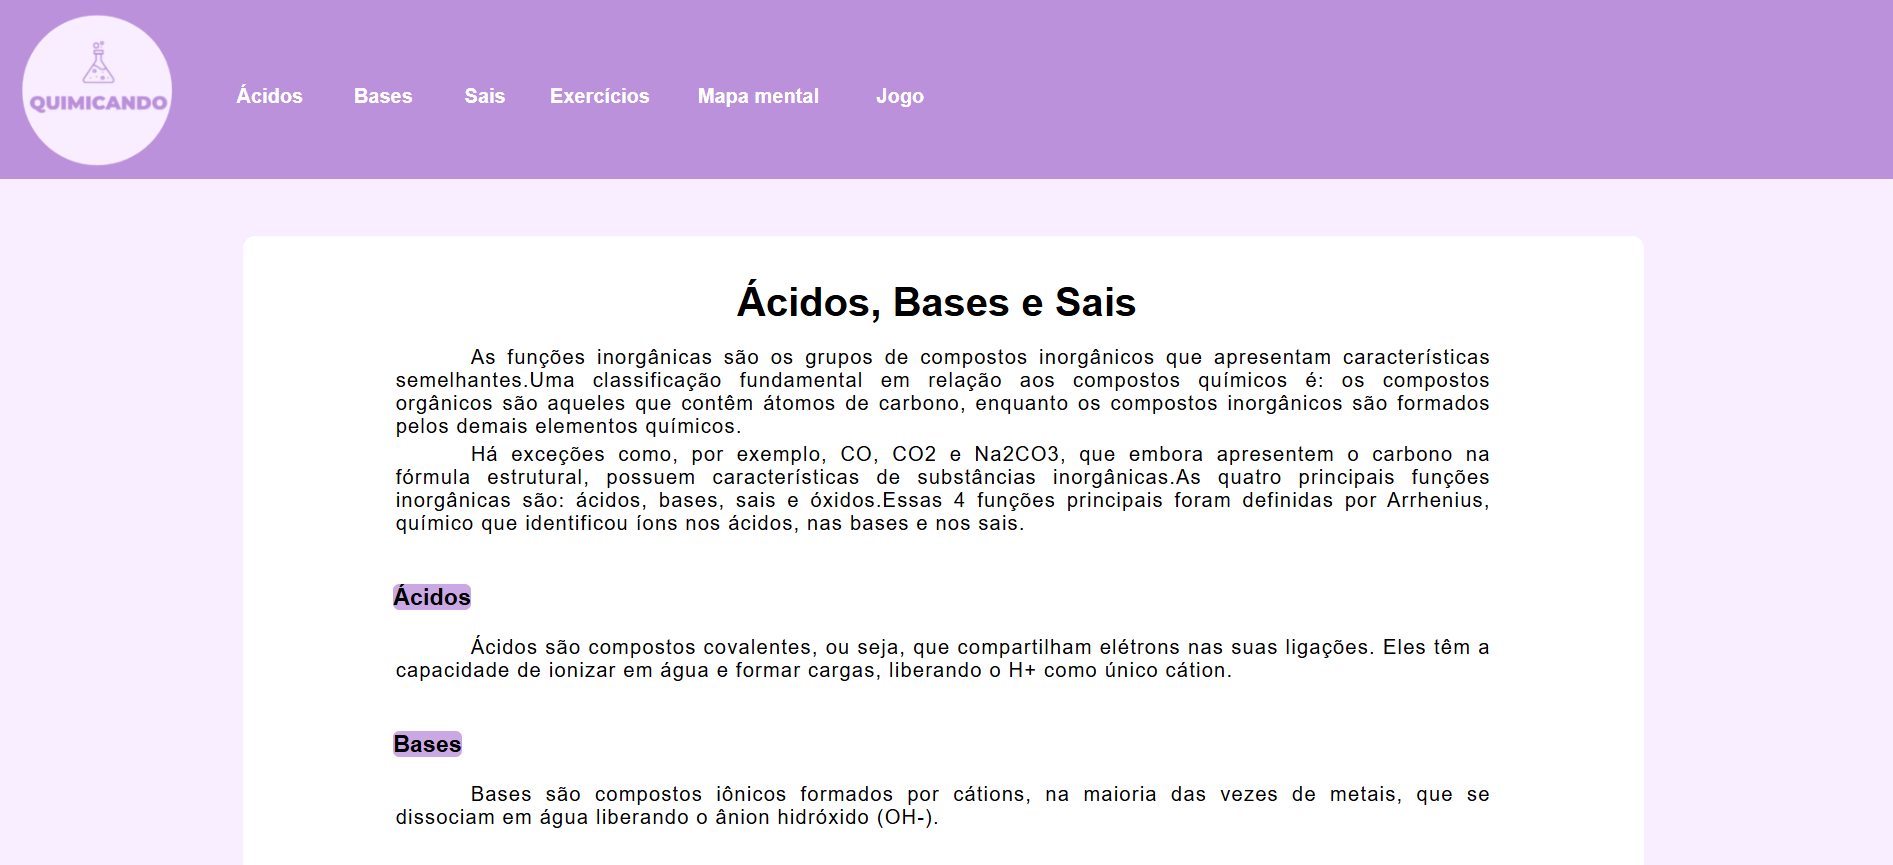 QUIMICANDO
Ácidos Bases Sais Exercícios Mapa mental Jogo
Ácidos, Bases e Sais
As funções inorgânicas são os grupos de compostos inorgânicos que apresentam características
semelhantes.Uma classificação fundamental em relação aos compostos químicos é: os compostos
orgânicos são aqueles que contêm átomos de carbono, enquanto os compostos inorgânicos são formados
pelos demais elementos químicos.
Há exceções como, por exemplo, CO, CO2 e Na2CO3, que embora apresentem o carbono na
fórmula estrutural, possuem características de substâncias inorgânicas.As quatro principais funções
inorgânicas são: ácidos, bases, sais e óxidos.Essas 4 funções principais foram definidas por Arrhenius,
químico que identificou íons nos ácidos, nas bases e nos sais.
Ácidos
Ácidos são compostos covalentes, ou seja, que compartilham elétrons nas suas ligações. Eles têm a
capacidade de ionizar em água e formar cargas, liberando o H+ como único cátion.
Bases
Bases são compostos iônicos formados por cátions, na maioria das vezes de metais, que se
dissociam em água liberando o ânion hidróxido (OH-).